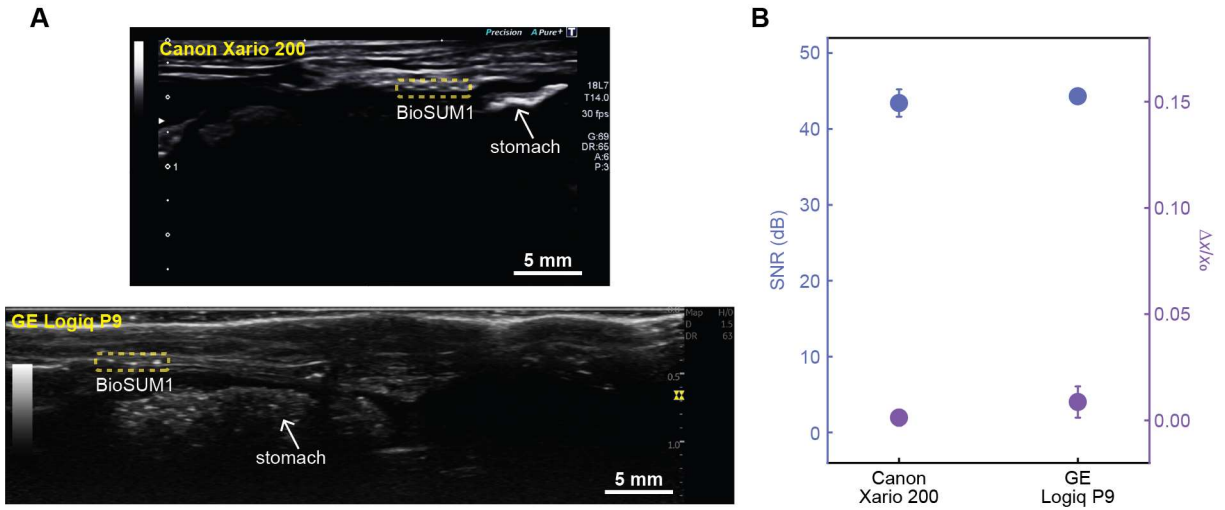 A
Precision A Pure+ T
Canon Xario 200
18L7
T14.0
30 fps
G:69
DR:65
A:6
P:3
BioSUM1
stomach
1
5 mm
GE Logiq P9
Map H/0
D 1.5
DR 63
BioSUM1
0.5
1.0
stomach
5 mm
B
50
40
30
20
10
0
SNR (dB)
0.15
0.10
0.05
0.00
Δx/x₀
Canon
Xario 200
GE
Logiq P9